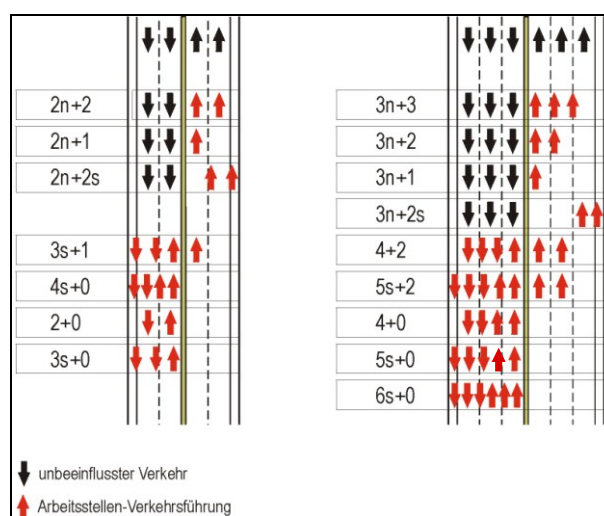 2n+2
2n+1
2n+2s
3s+1
4s+0
2+0
3s+0
3n+3
3n+2
3n+1
3n+2s
4+2
5s+2
4+0
5s+0
6s+0
unbeeinflusster Verkehr
Arbeitsstellen-Verkehrsführung